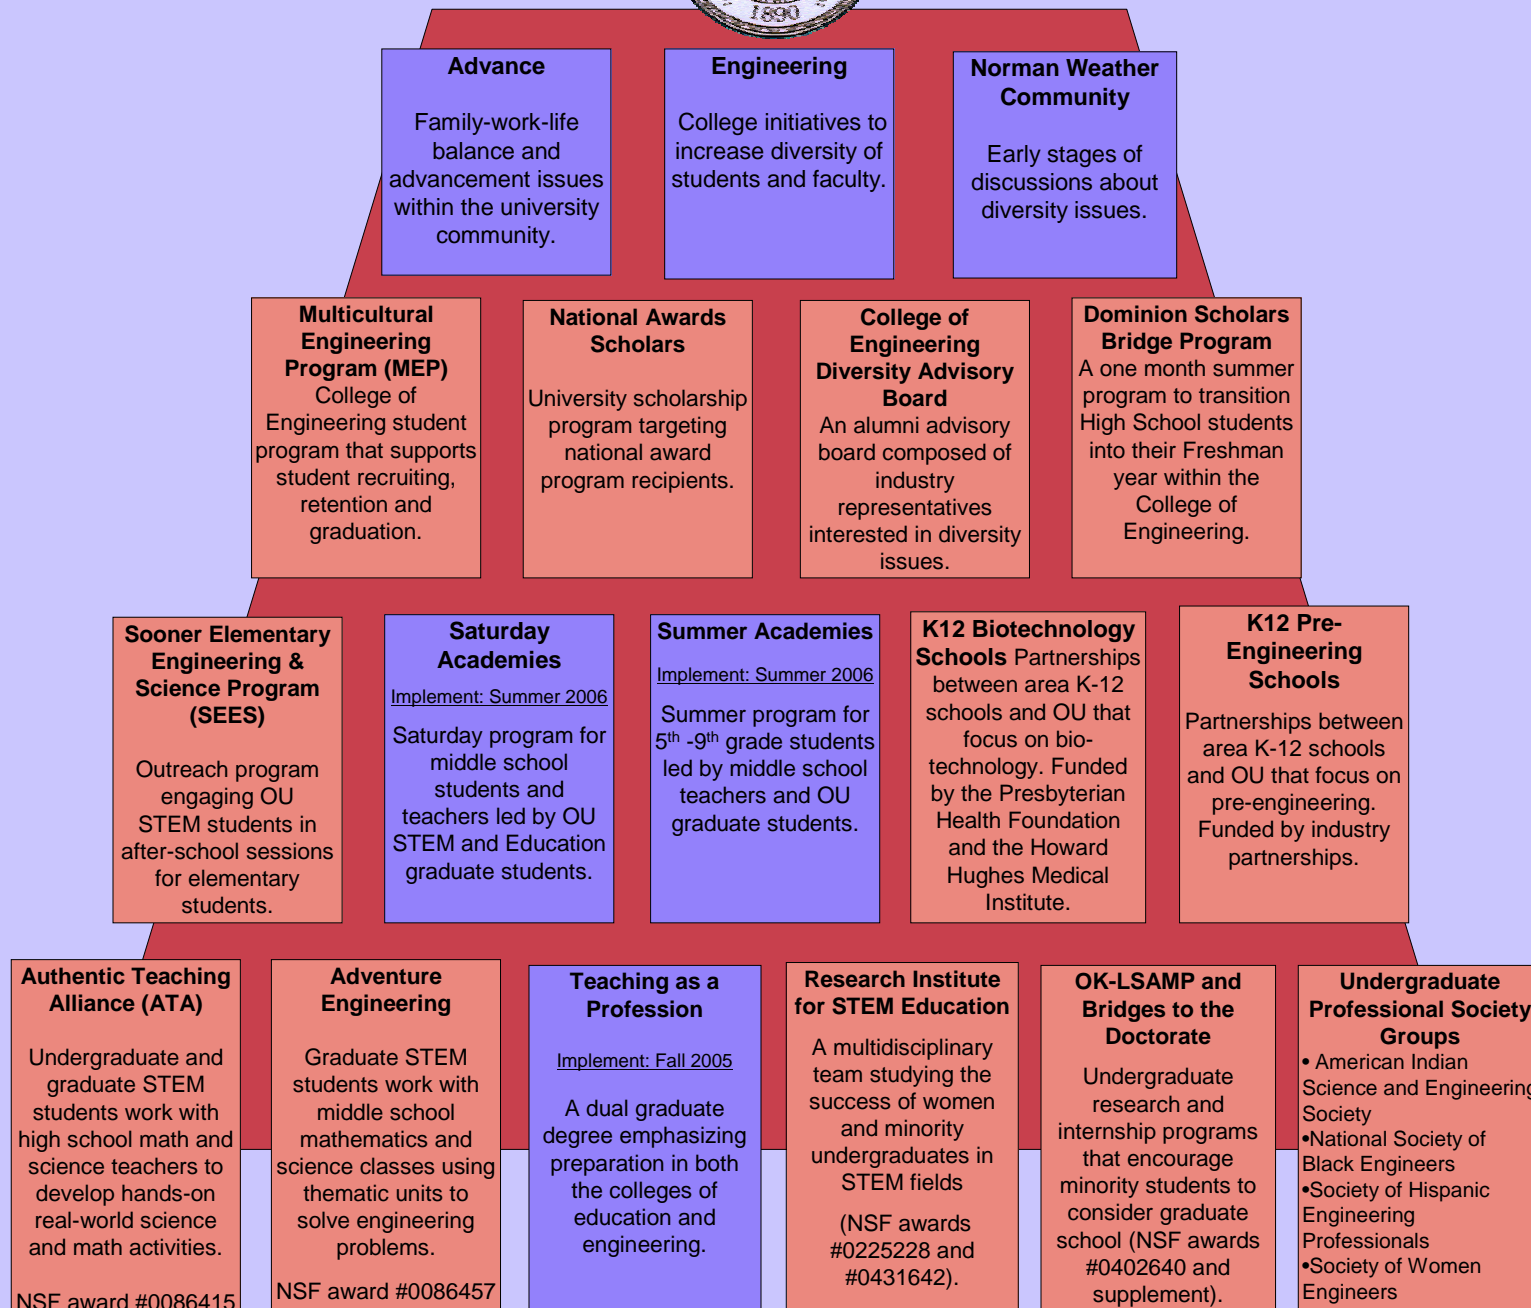 1890
Advance
Family-work-life
balance and
advancement issues
within the university
community.
Engineering
College initiatives to
increase diversity of
students and faculty.
Norman Weather
Community
Early stages of
discussions about
diversity issues.
Multicultural
Engineering
Program (MEP)
College of
Engineering student
program that supports
student recruiting,
retention and
graduation.
National Awards
Scholars
University scholarship
program targeting
national award
program recipients.
College of
Engineering
Diversity Advisory
Board
An alumni advisory
board composed of
industry
representatives
interested in diversity
issues.
Dominion Scholars
Bridge Program
A one month summer
program to transition
High School students
into their Freshman
year within the
College of
Engineering.
Sooner Elementary
Engineering &
Science Program
(SEES)
Outreach program
engaging OU
STEM students in
after-school sessions
for elementary
students.
Saturday
Academies
Implement: Summer 2006
Saturday program for
middle school
students and
teachers led by OU
STEM and Education
graduate students.
Summer Academies
Implement: Summer 2006
Summer program for
5th -9th grade students
led by middle school
teachers and OU
graduate students.
K12 Biotechnology
Schools Partnerships
between area K-12
schools and OU that
focus on bio-
technology. Funded
by the Presbyterian
Health Foundation
and the Howard
Hughes Medical
Institute.
K12 Pre-
Engineering
Schools
Partnerships between
area K-12 schools
and OU that focus on
pre-engineering.
Funded by industry
partnerships.
Authentic Teaching
Alliance (ATA)
Undergraduate and
graduate STEM
students work with
high school math and
science teachers to
develop hands-on
real-world science
and math activities.
NSF award #0086415
Adventure
Engineering
Graduate STEM
students work with
middle school
mathematics and
science classes using
thematic units to
solve engineering
problems.
NSF award #0086457
Teaching as a
Profession
Implement: Fall 2005
A dual graduate
degree emphasizing
preparation in both
the colleges of
education and
engineering.
Research Institute
for STEM Education
A multidisciplinary
team studying the
success of women
and minority
undergraduates in
STEM fields
(NSF awards
#0225228 and
#0431642).
OK-LSAMP and
Bridges to the
Doctorate
Undergraduate
research and
internship programs
that encourage
minority students to
consider graduate
school (NSF awards
#0402640 and
supplement).
Undergraduate
Professional Society
Groups
• American Indian
Science and Engineering
Society
•National Society of
Black Engineers
•Society of Hispanic
Engineering
Professionals
•Society of Women
Engineers